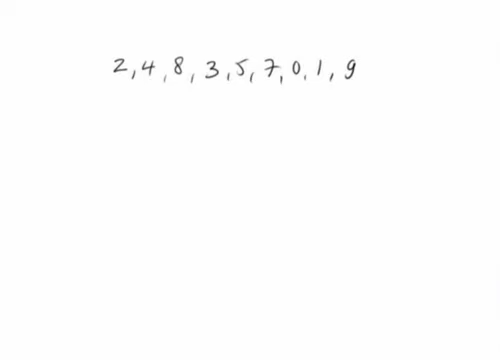 2, 4, 8, 3, 5, 7, 0, 1, 9